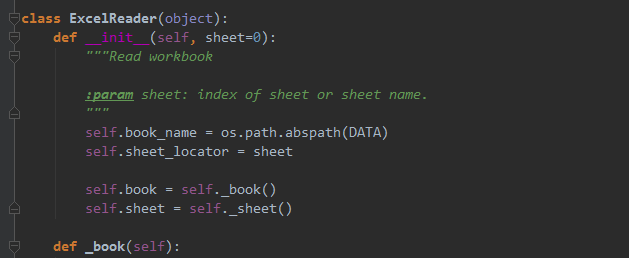 class ExcelReader(object):
    def __init__(self, sheet=0):
        """Read workbook

        :param sheet: index of sheet or sheet name.
        """
        self.book_name = os.path.abspath(DATA)
        self.sheet_locator = sheet

        self.book = self._book()
        self.sheet = self._sheet()

    def _book(self):